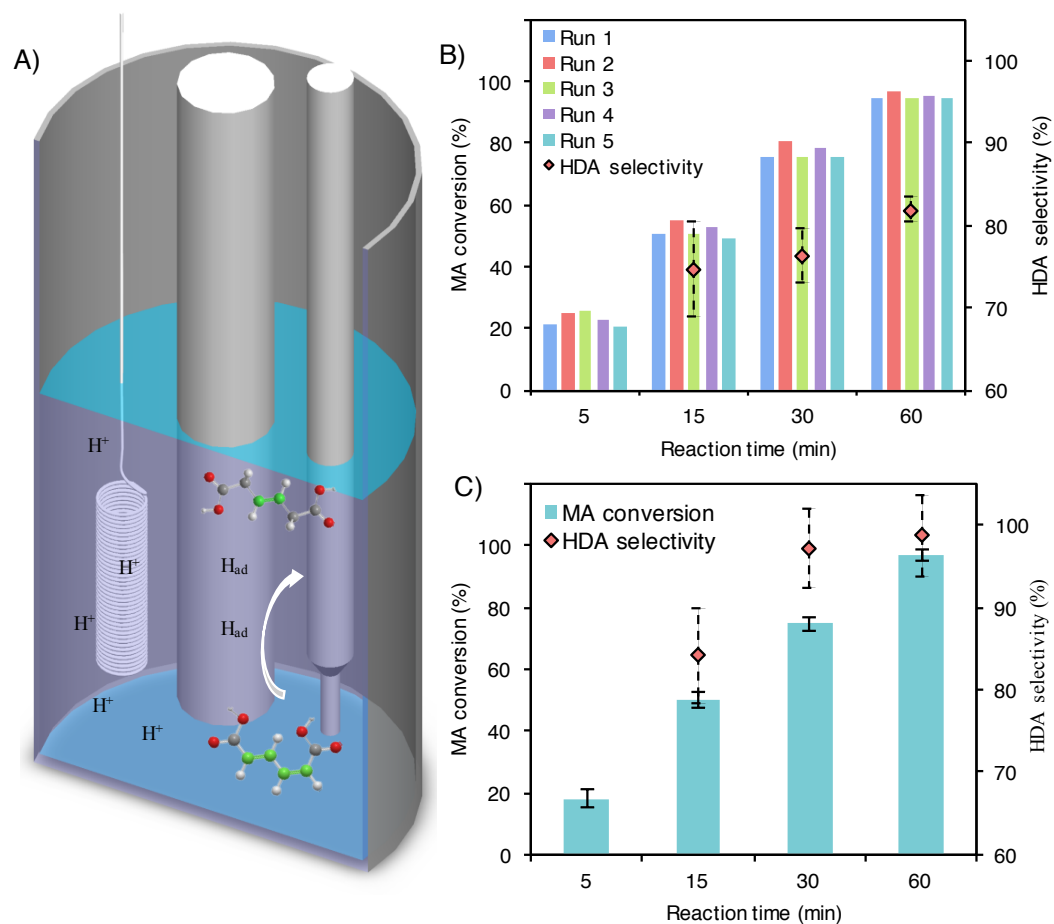 A)
H+
H+
H+
H+
H+
Had
Had
B)
Run 1
Run 2
Run 3
Run 4
Run 5
HDA selectivity
MA conversion (%)
100
80
60
40
20
0
HDA selectivity (%)
100
90
80
70
60
5 15 30 60
Reaction time (min)
C)
MA conversion
HDA selectivity
MA conversion (%)
100
80
60
40
20
0
HDA selectivity (%)
100
90
80
70
60
5 15 30 60
Reaction time (min)